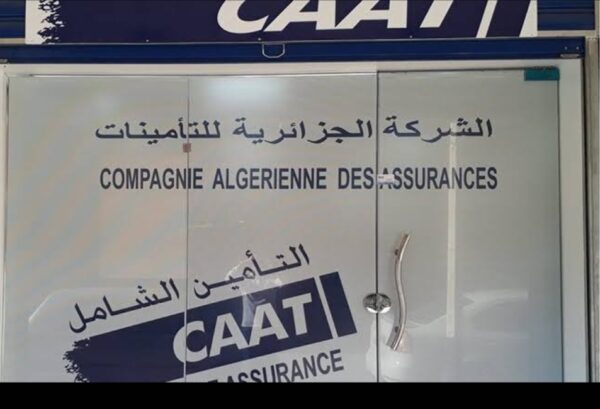 CAAT
الشركة الجزائرية للتأمينات
COMPAGNIE ALGERIENNE DES ASSURANCES
التأمين الشامل
CAAT
ASSURANCE